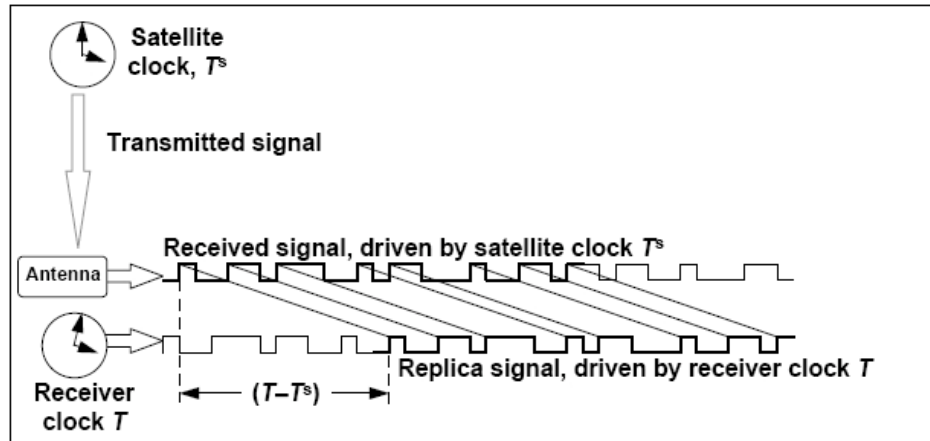 Satellite
clock, Tˢ
Transmitted signal
Received signal, driven by satellite clock Tˢ
Antenna
Replica signal, driven by receiver clock T
(T–Tˢ)
Receiver
clock T